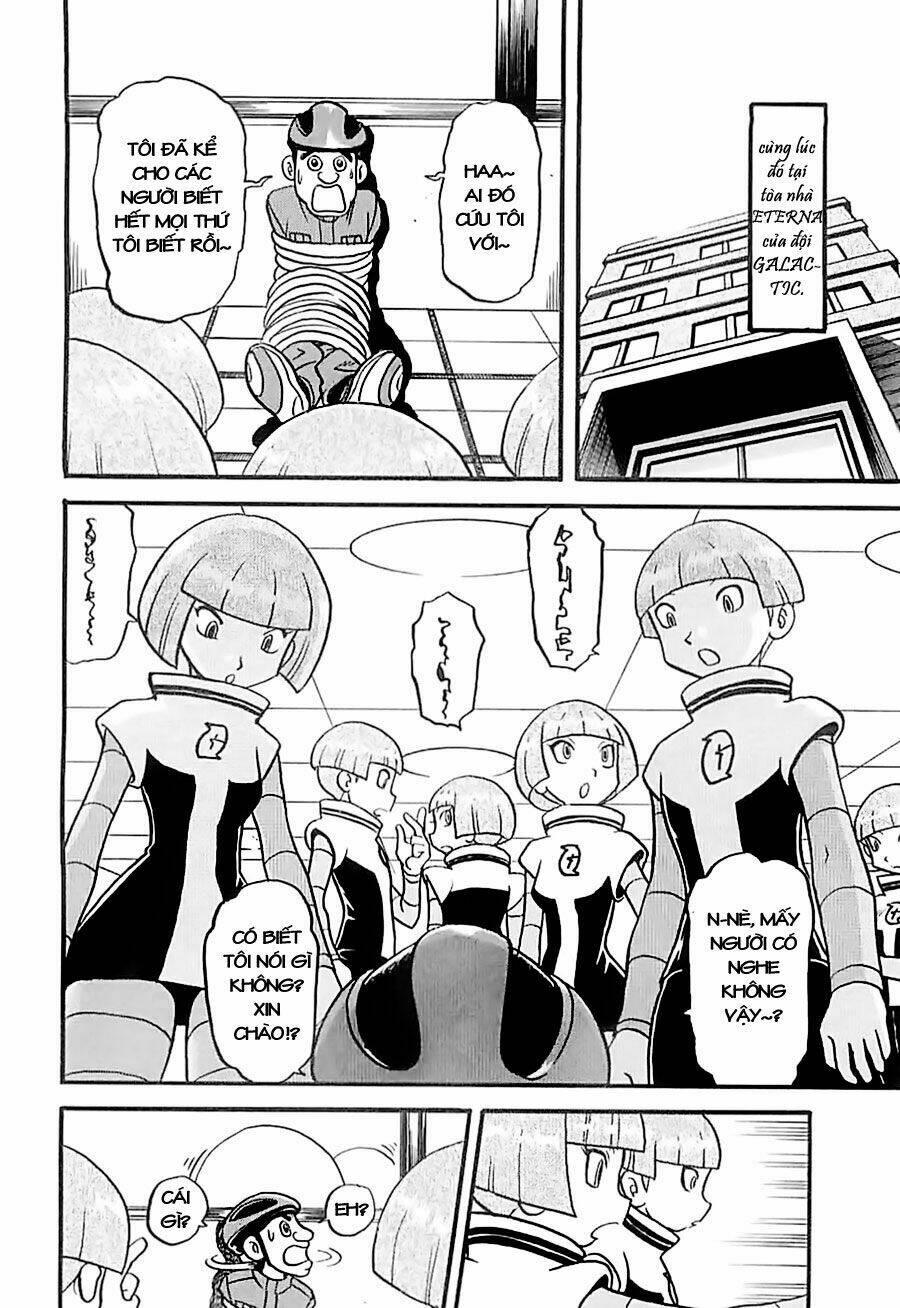 cùng lúc
đó tại
tòa nhà
ETERNA
của đội
GALAC-
TIC.
HAA~
AI ĐÓ
CỨU TÔI
VỚI~
TÔI ĐÃ KỂ
CHO CÁC
NGƯỜI BIẾT
HẾT MỌI THỨ
TÔI BIẾT RỒI~
N-NÈ, MẤY
NGƯỜI CÓ
NGHE
KHÔNG
VẬY~?
CÓ BIẾT
TÔI NÓI GÌ
KHÔNG?
XIN
CHÀO!?
EH?
CÁI
GÌ?